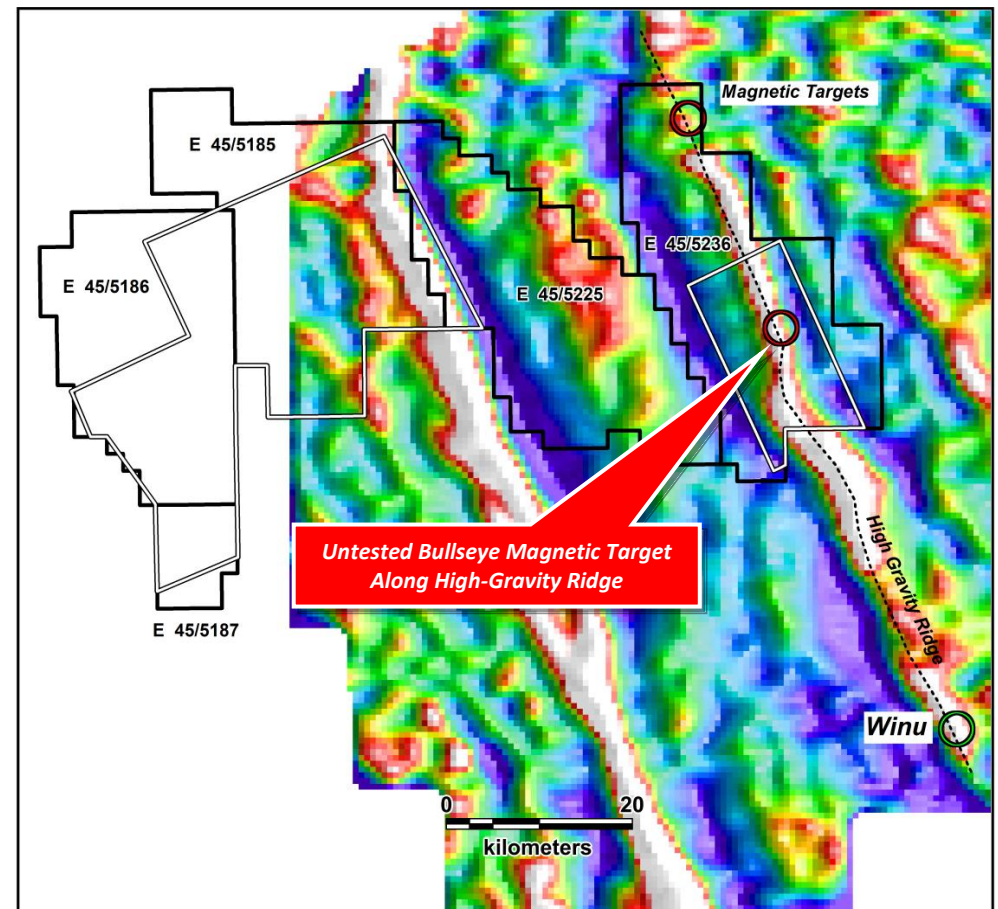 Magnetic Targets
E 45/5185
E 45/5236
E 45/5186
E 45/5225
Untested Bullseye Magnetic Target
Along High-Gravity Ridge
High Gravity Ridge
E 45/5187
Winu
0 20
kilometers